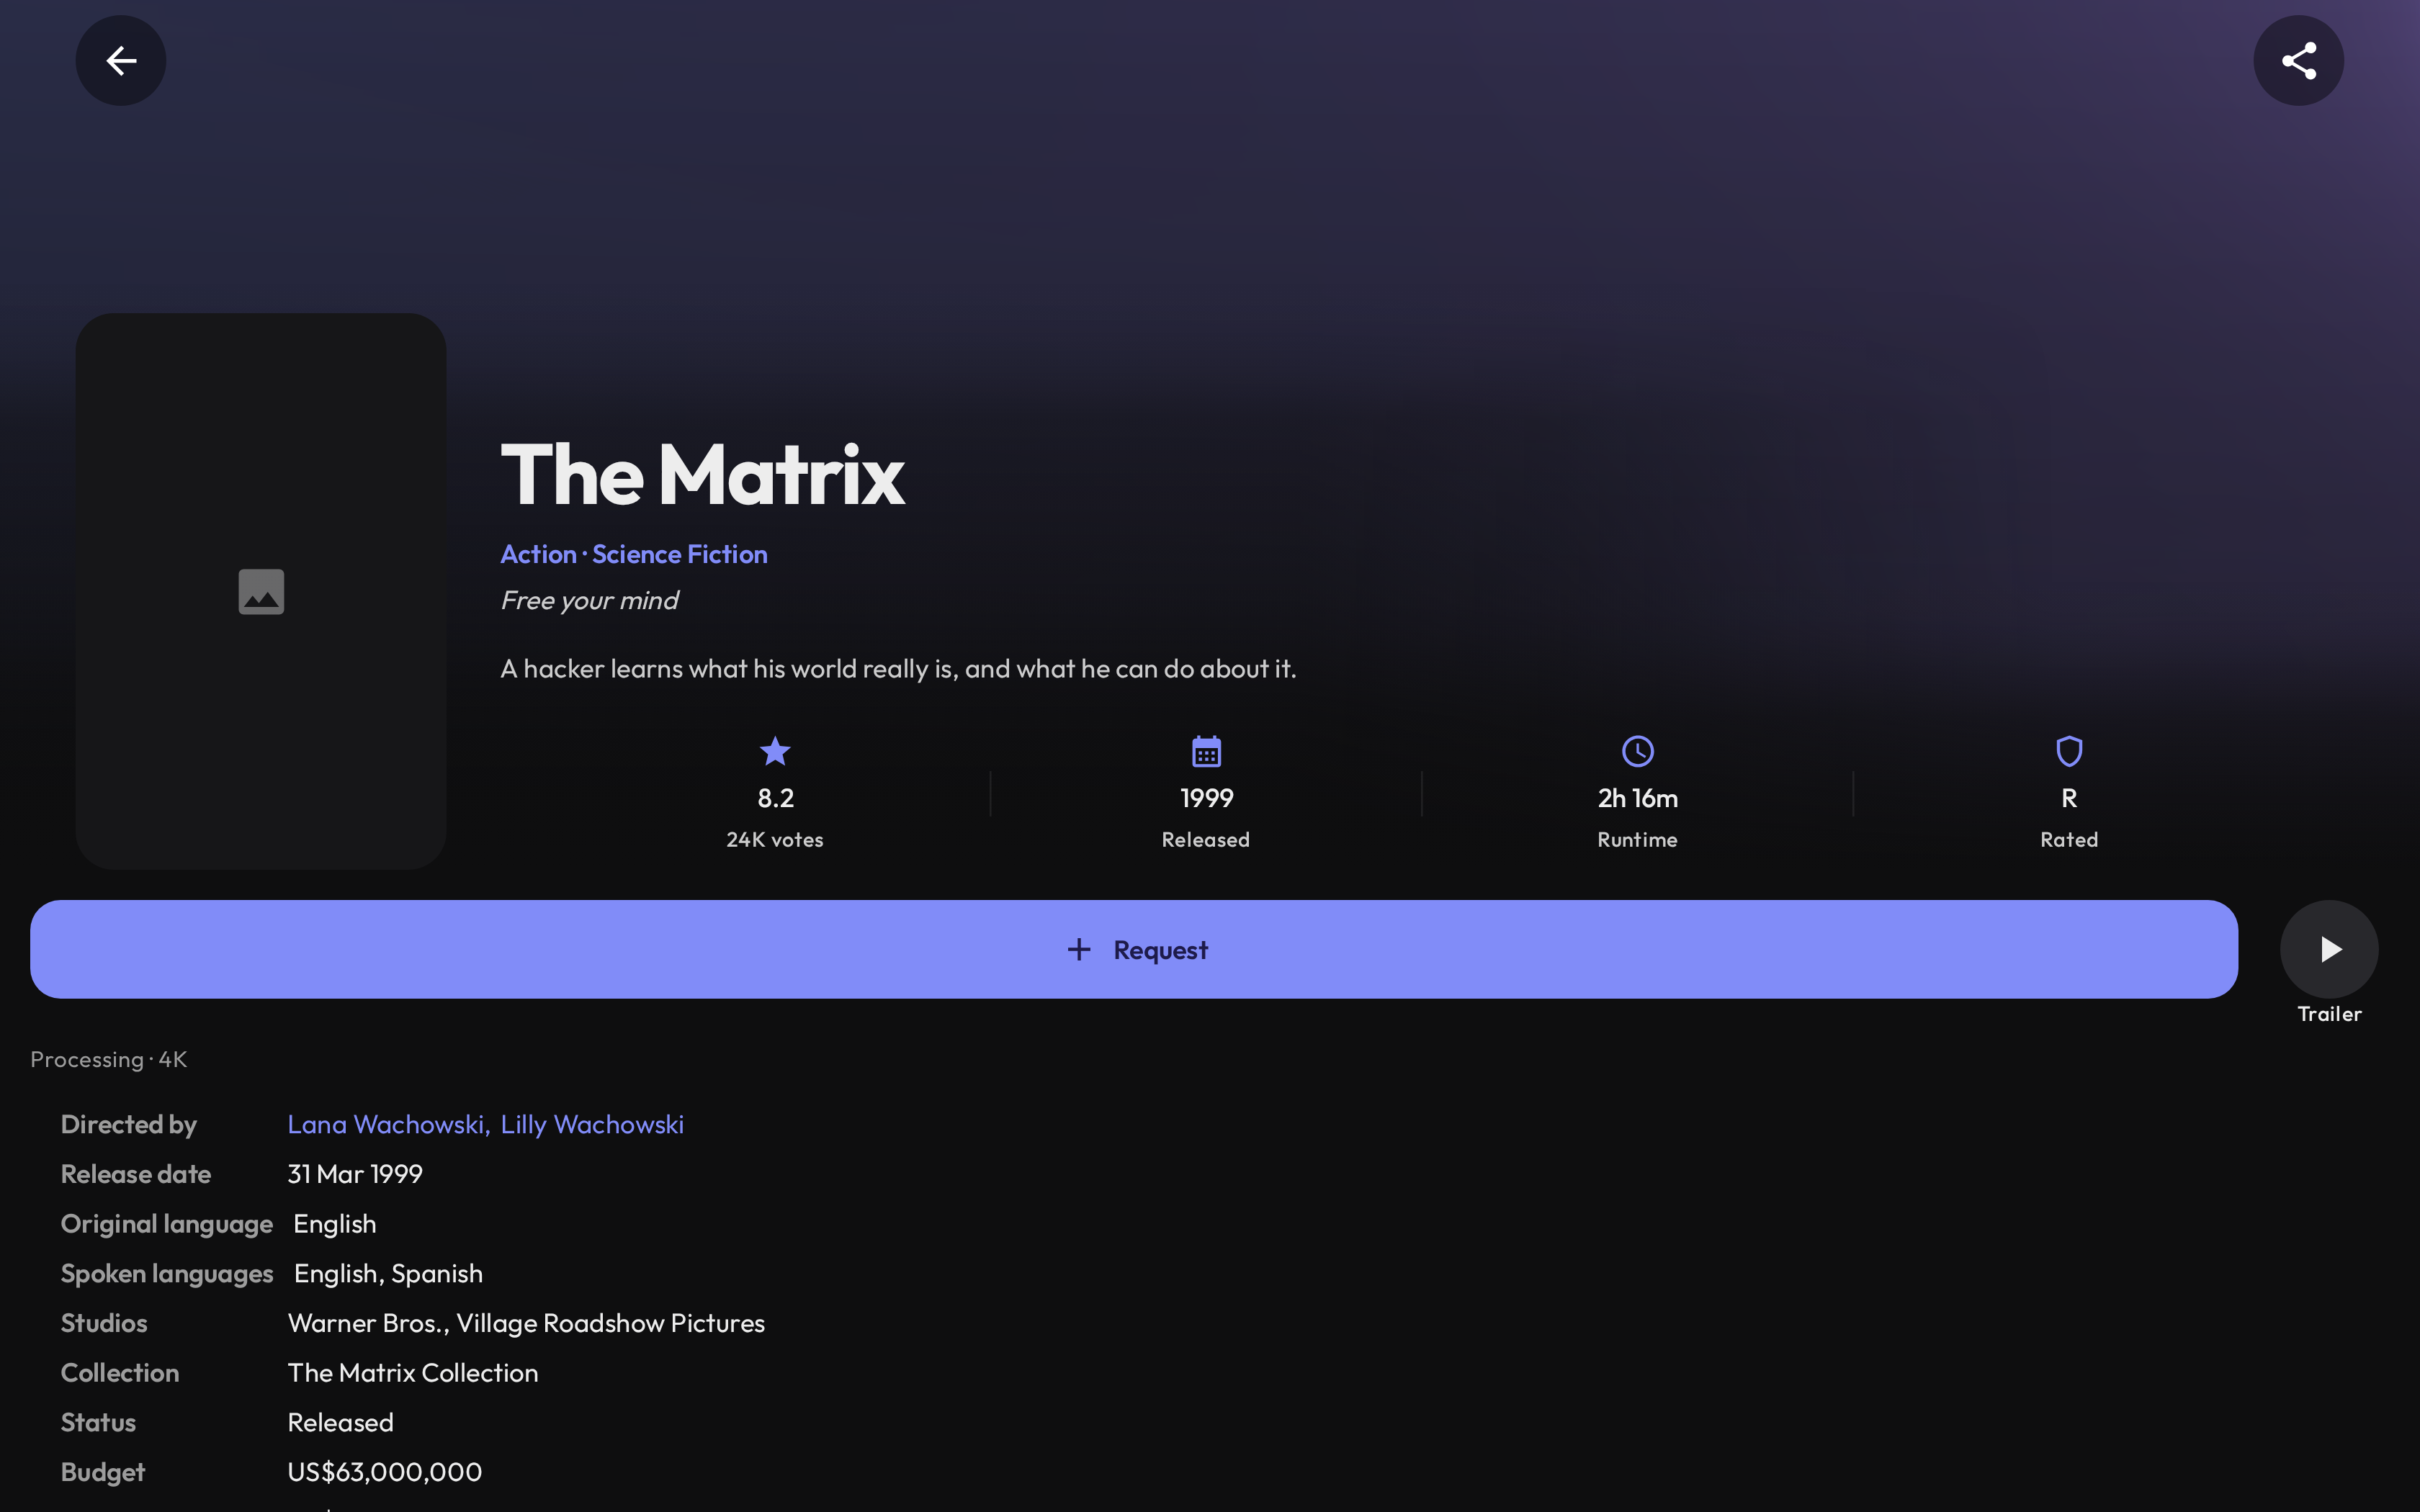 The Matrix
Action · Science Fiction
Free your mind
A hacker learns what his world really is, and what he can do about it.
8.2
24K votes
1999
Released
2h 16m
Runtime
R
Rated
Request
Trailer
Processing · 4K
Directed by Lana Wachowski, Lilly Wachowski
Release date 31 Mar 1999
Original language English
Spoken languages English, Spanish
Studios Warner Bros., Village Roadshow Pictures
Collection The Matrix Collection
Status Released
Budget US$63,000,000